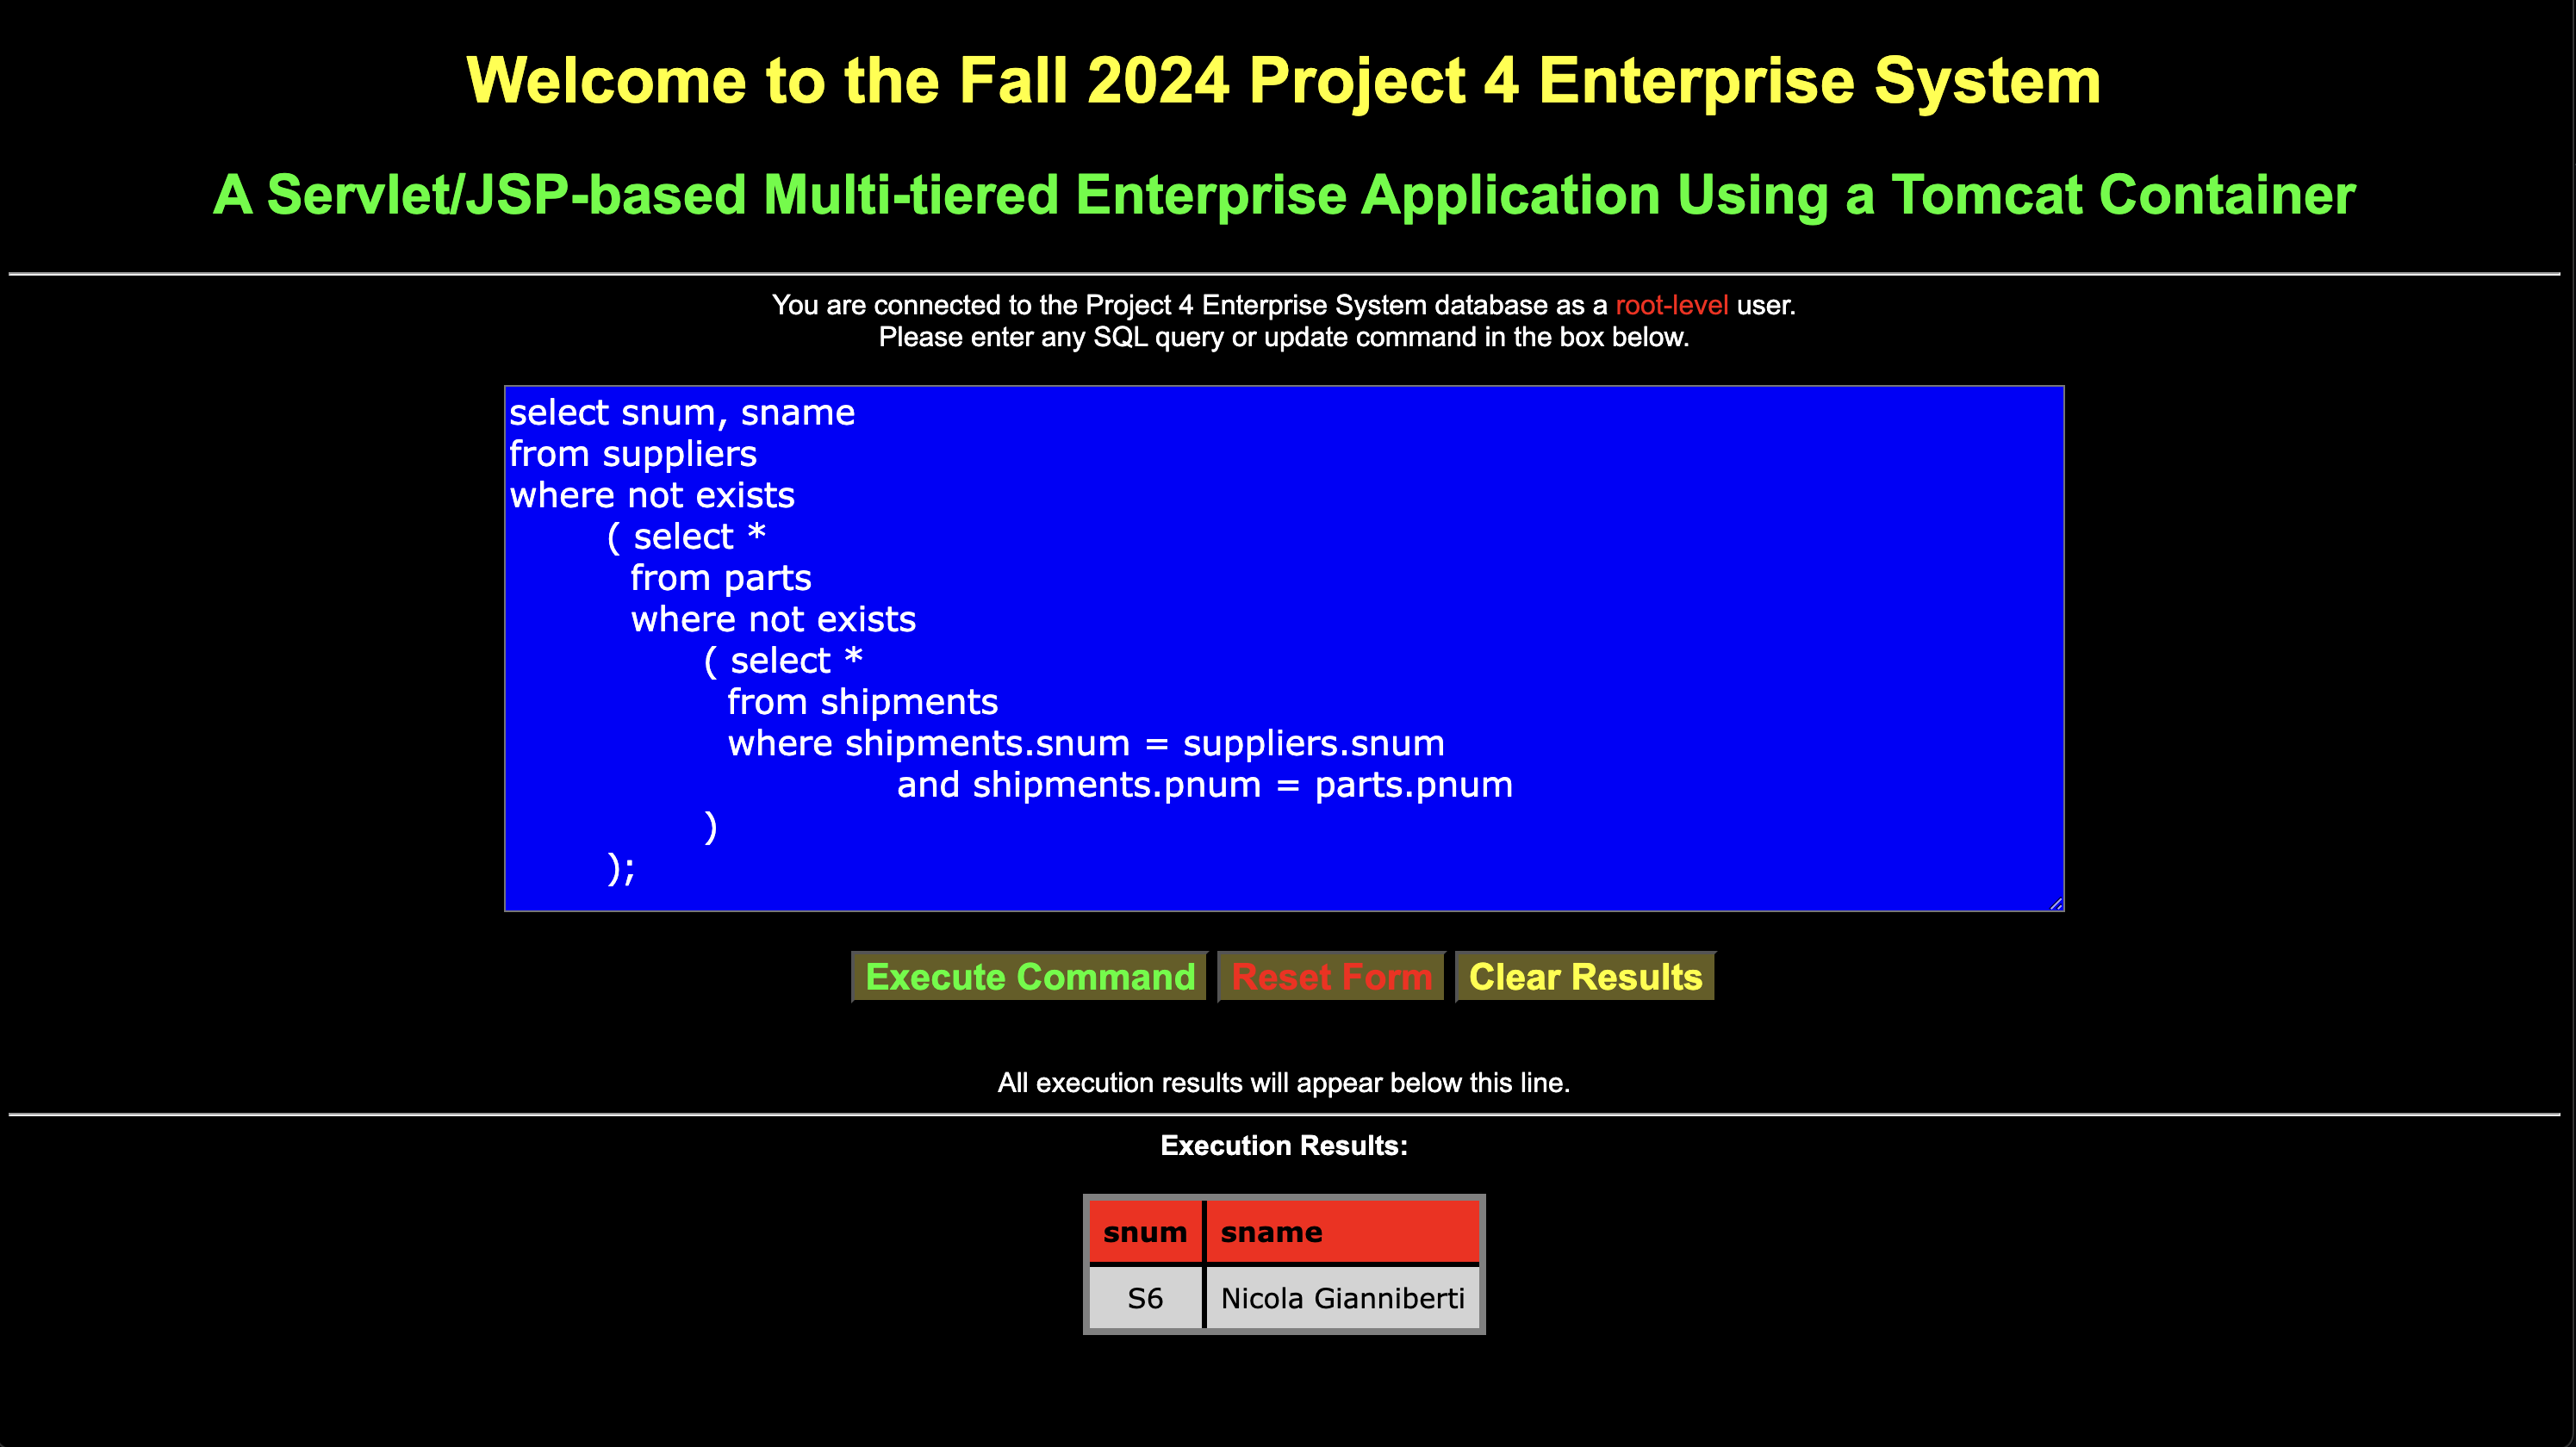 Welcome to the Fall 2024 Project 4 Enterprise System
A Servlet/JSP-based Multi-tiered Enterprise Application Using a Tomcat Container
You are connected to the Project 4 Enterprise System database as a root-level user.
Please enter any SQL query or update command in the box below.
select snum, sname
from suppliers
where not exists
( select *
from parts
where not exists
( select *
from shipments
where shipments.snum = suppliers.snum
and shipments.pnum = parts.pnum
)
);
Execute Command Reset Form Clear Results
All execution results will appear below this line.
Execution Results:
snum sname
S6 Nicola Gianniberti